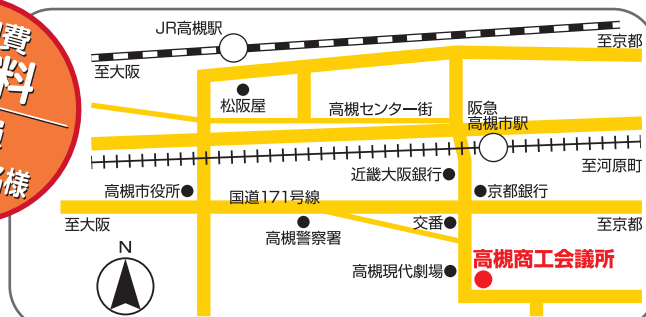 費
料
様
JR高槻駅
至京都
至大阪
松阪屋
高槻センター街
阪急
高槻市駅
至河原町
近畿大阪銀行
高槻市役所
国道171号線
京都銀行
至大阪
交番
至京都
高槻警察署
N
高槻現代劇場
高槻商工会議所